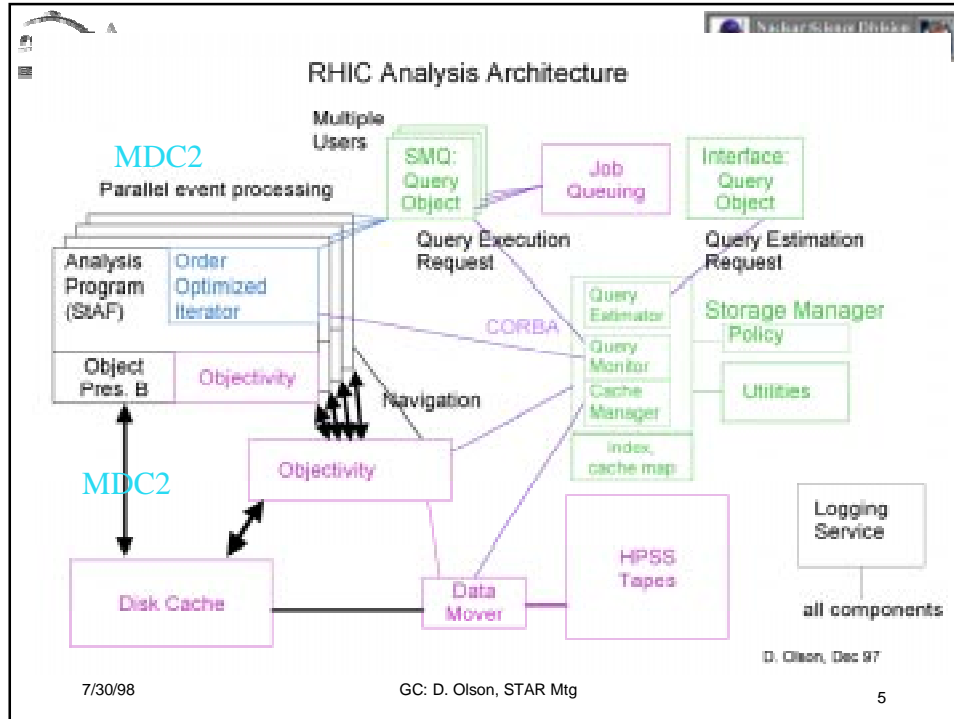 Nuclear Science Division
RHIC Analysis Architecture
Multiple
Users
MDC2
Parallel event processing
SMQ:
Query
Object
Job
Queuing
Interface:
Query
Object
Query Execution
Request
Query Estimation
Request
Analysis
Program
(StAF)
Order
Optimized
Iterator
CORBA
Query
Estimator
Query
Monitor
Cache
Manager
Index,
cache map
Storage Manager
Policy
Utilities
Object
Pres. B
Objectivity
Navigation
Objectivity
MDC2
Logging
Service
HPSS
Tapes
Disk Cache
Data
Mover
all components
D. Olson, Dec 97
7/30/98
GC: D. Olson, STAR Mtg
5